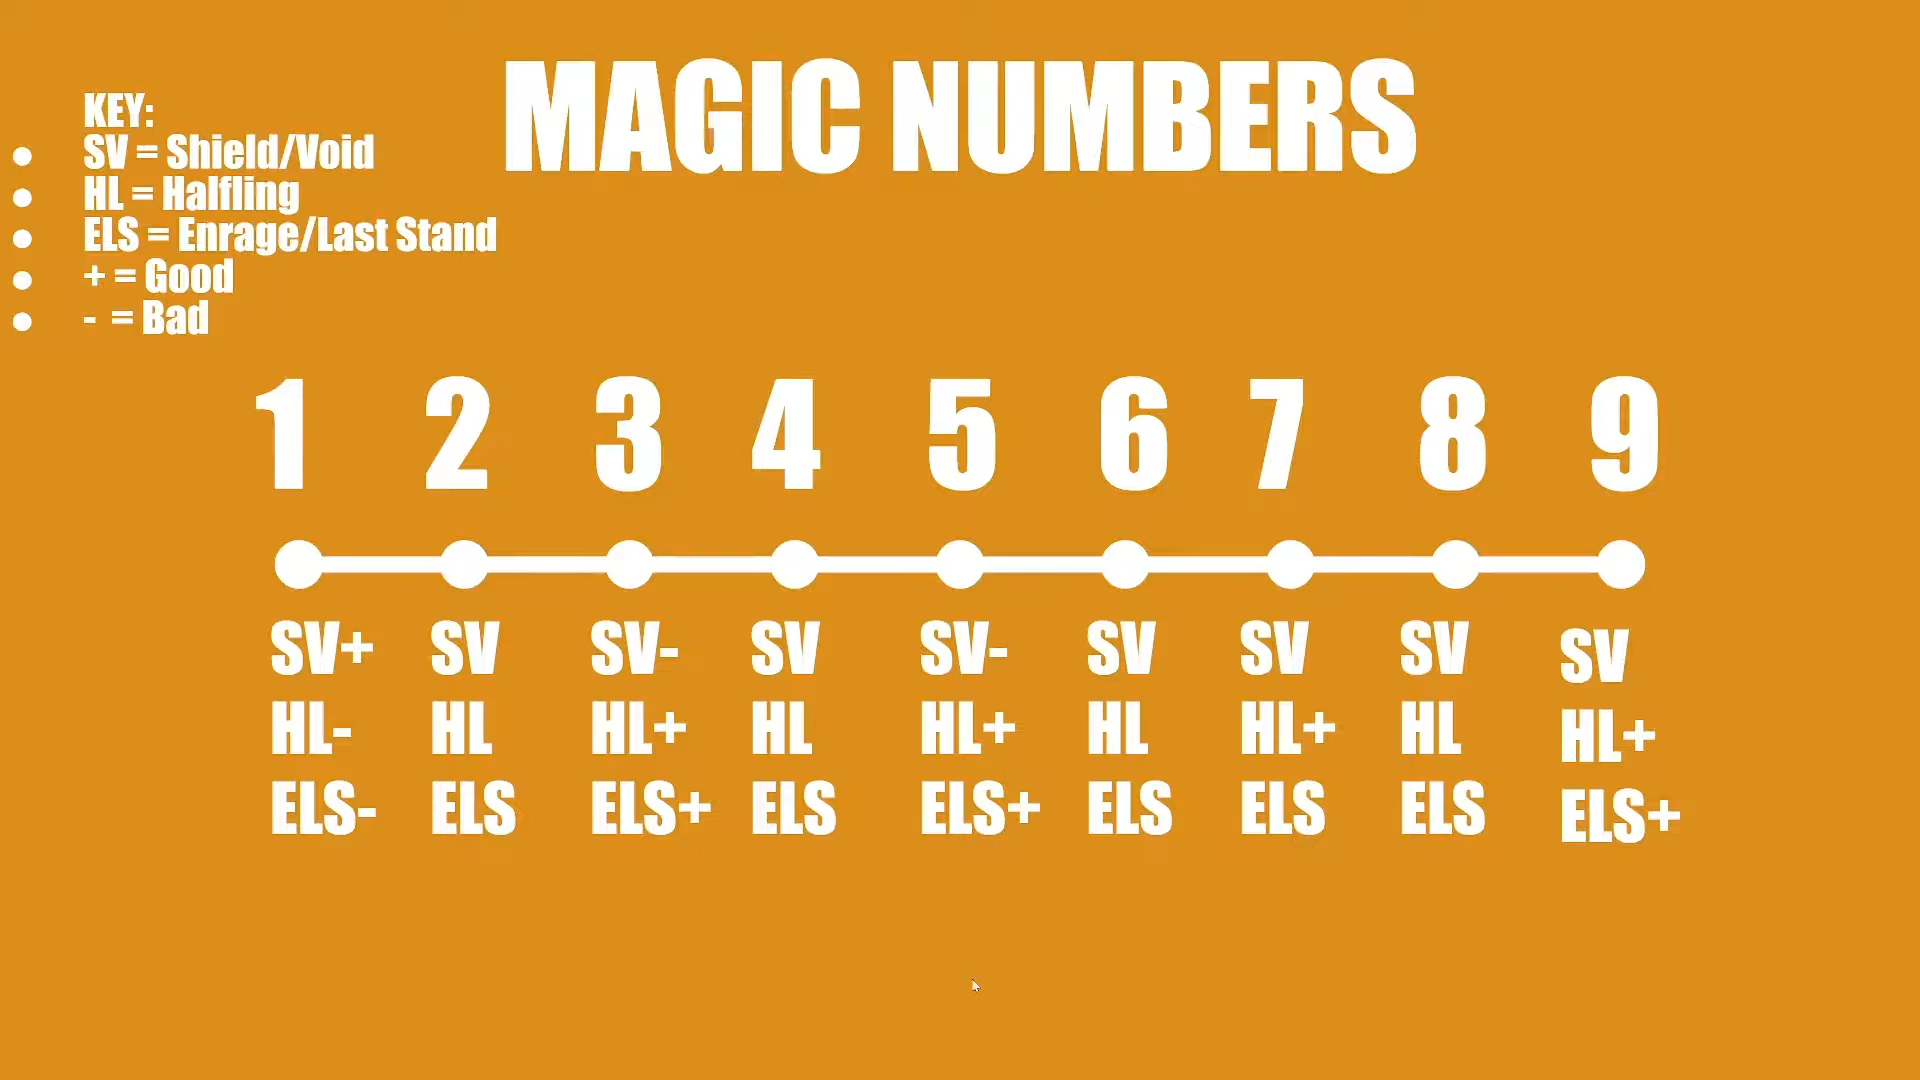 MAGIC NUMBERS
KEY:
SV = Shield/Void
HL = Halfling
ELS = Enrage/Last Stand
+ = Good
- = Bad
1 2 3 4 5 6 7 8 9
SV+ SV SV- SV SV- SV SV SV SV
HL- HL HL+ HL HL+ HL HL+ HL HL+
ELS- ELS ELS+ ELS ELS+ ELS ELS ELS ELS+